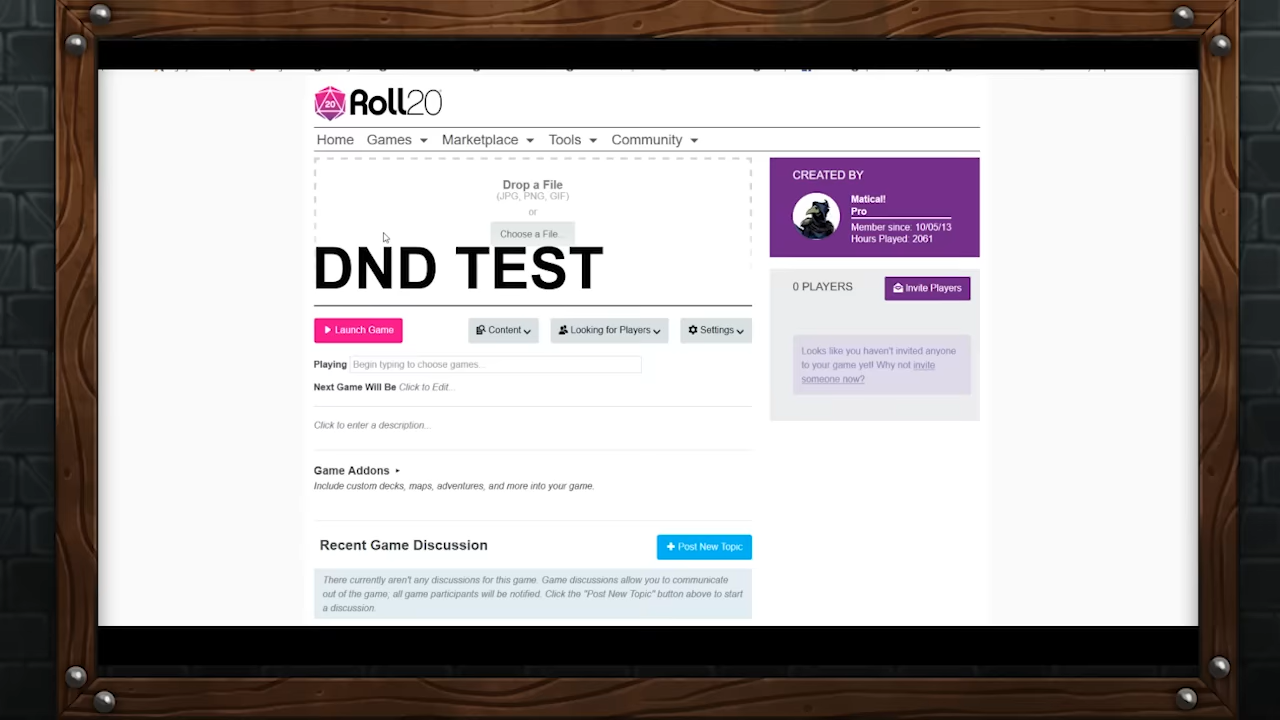 20 Roll20
Home Games Marketplace Tools Community
Drop a File
(JPG, PNG, GIF)
or
Choose a File...
DND TEST
Launch Game Content Looking for Players Settings
Playing Begin typing to choose games...
Next Game Will Be Click to Edit...
Click to enter a description...
Game Addons
Include custom decks, maps, adventures, and more into your game.
Recent Game Discussion
+ Post New Topic
There currently aren't any discussions for this game. Game discussions allow you to communicate
out of the game, all game participants will be notified. Click the "Post New Topic" button above to start
a discussion.
CREATED BY
Matical!
Pro
Member since: 10/05/13
Hours Played: 2061
0 PLAYERS Invite Players
Looks like you haven't invited anyone
to your game yet! Why not invite
someone now?